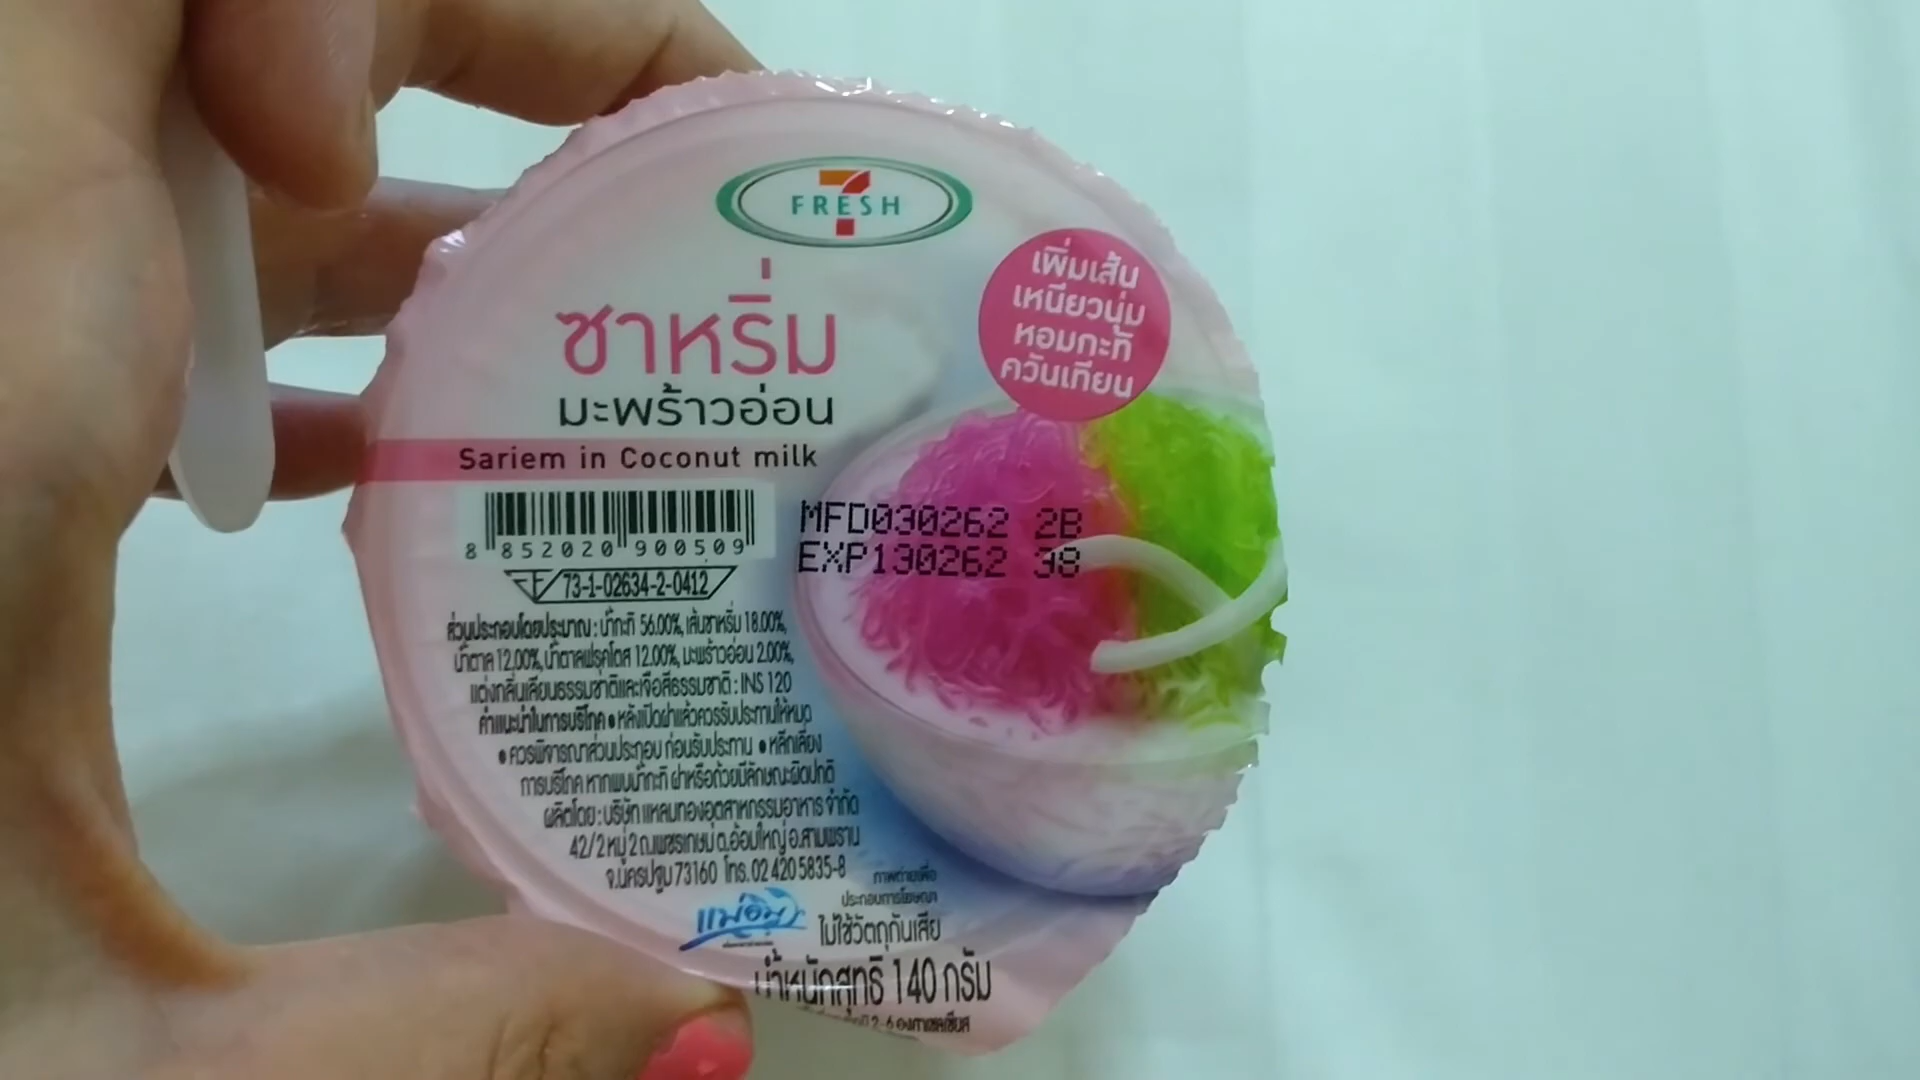 7
FRESH
ซาหริ่ม
มะพร้าวอ่อน
Sariem in Coconut milk
เพิ่มเส้น
เหนียวนุ่ม
หอมกะทิ
ควันเทียน
8 852020 900509
MFD030262 2B
EXP130262 38
73-1-02634-2-0412
ส่วนประกอบโดยประมาณ : น้ำกะทิ 56.00%, เส้นซาหริ่ม 18.00%,
น้ำตาล 12.00%, น้ำตาลฟรุคโตส 12.00%, มะพร้าวอ่อน 2.00%,
แต่งกลิ่นเลียนธรรมชาติและเจือสีธรรมชาติ : INS 120
คำแนะนำในการบริโภค • หลังเปิดฝาแล้วควรรับประทานให้หมด
• ควรพิจารณาส่วนประกอบ ก่อนรับประทาน • หลีกเลี่ยง
การบริโภค หากพบน้ำกะทิ ฝาหรือถ้วยมีลักษณะผิดปกติ
ผลิตโดย : บริษัท แหลมทองอุตสาหกรรมอาหาร จำกัด
42/2 หมู่ 2 ถ.เพชรเกษม ต.อ้อมใหญ่ อ.สามพราน
จ.นครปฐม 73160 โทร. 02 420 5835-8
ภาพถ่ายเพื่อ
ประกอบการโฆษณา
แม่อิม
ไม่ใช้วัตถุกันเสีย
น้ำหนักสุทธิ 140 กรัม
2-6 องศาเซลเซียส